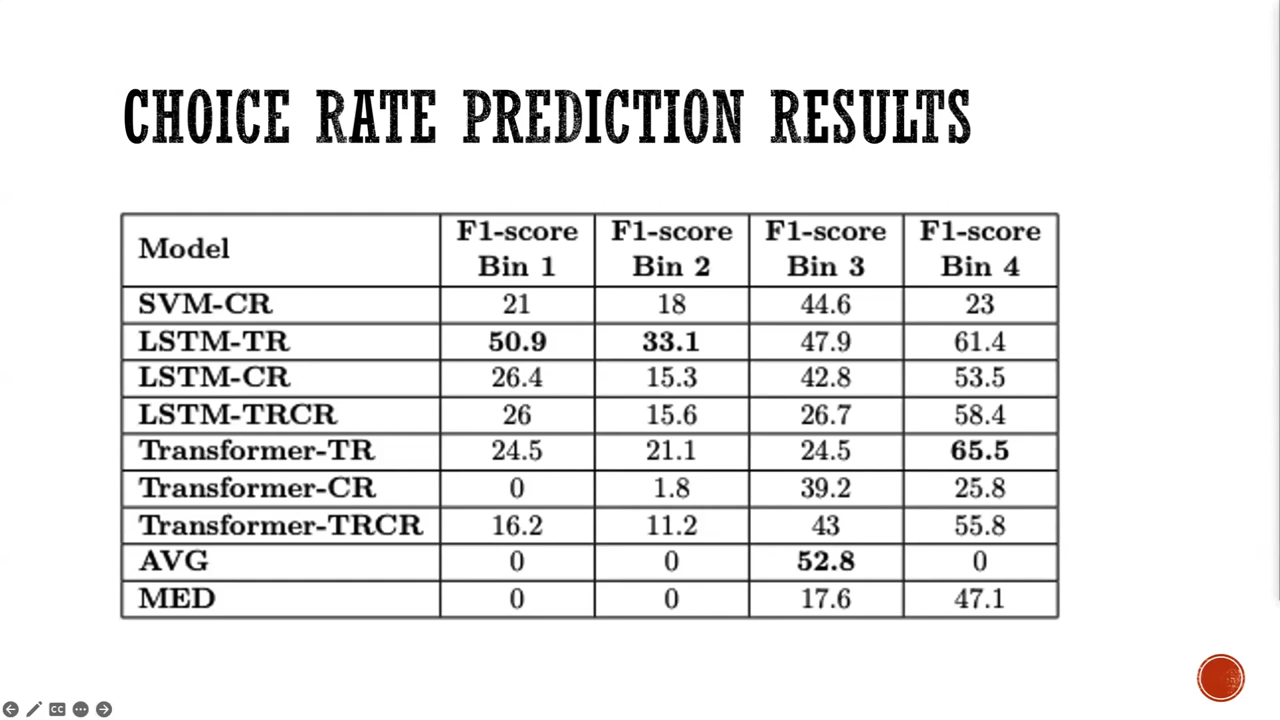 CHOICE RATE PREDICTION RESULTS
Model F1-score Bin 1 F1-score Bin 2 F1-score Bin 3 F1-score Bin 4
SVM-CR 21 18 44.6 23
LSTM-TR 50.9 33.1 47.9 61.4
LSTM-CR 26.4 15.3 42.8 53.5
LSTM-TRCR 26 15.6 26.7 58.4
Transformer-TR 24.5 21.1 24.5 65.5
Transformer-CR 0 1.8 39.2 25.8
Transformer-TRCR 16.2 11.2 43 55.8
AVG 0 0 52.8 0
MED 0 0 17.6 47.1
CC